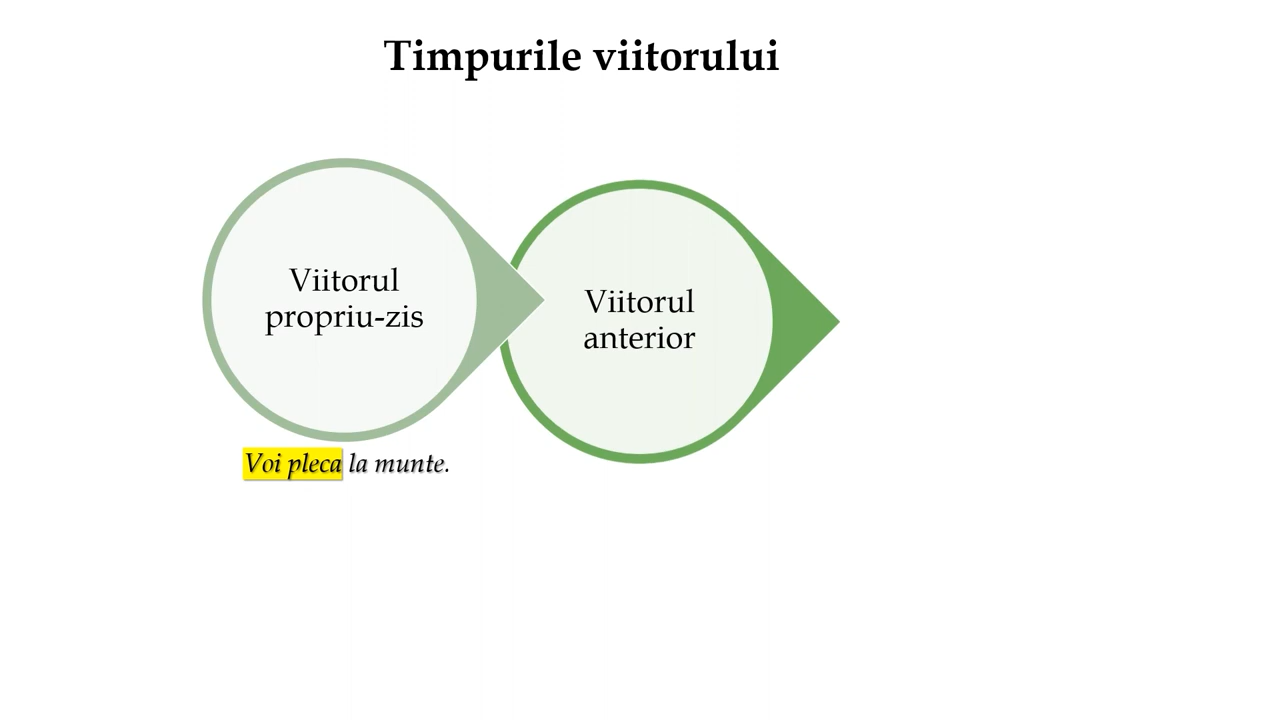 Timpurile viitorului
Viitorul
propriu-zis
Viitorul
anterior
Voi pleca la munte.